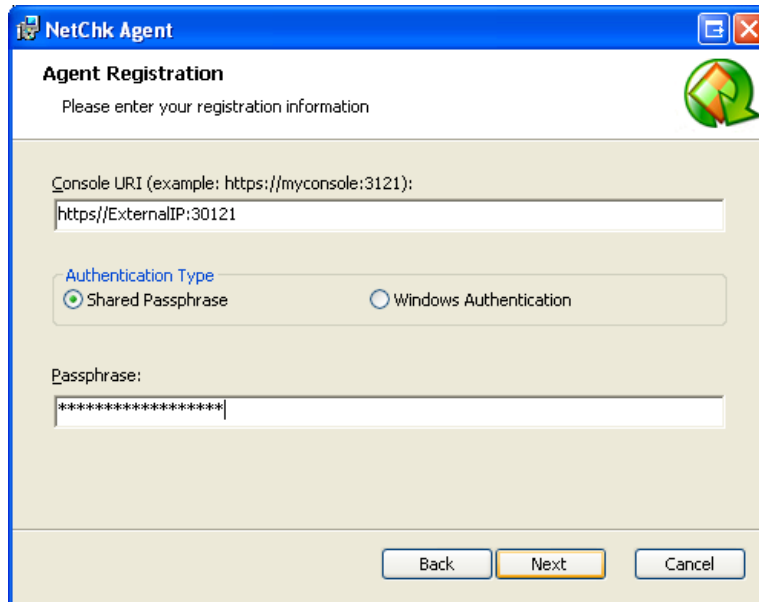 NetChk Agent
Agent Registration
Please enter your registration information
Console URI (example: https://myconsole:3121):
https//ExternalIP:30121
Authentication Type
Shared Passphrase Windows Authentication
Passphrase:
******************
Back Next Cancel